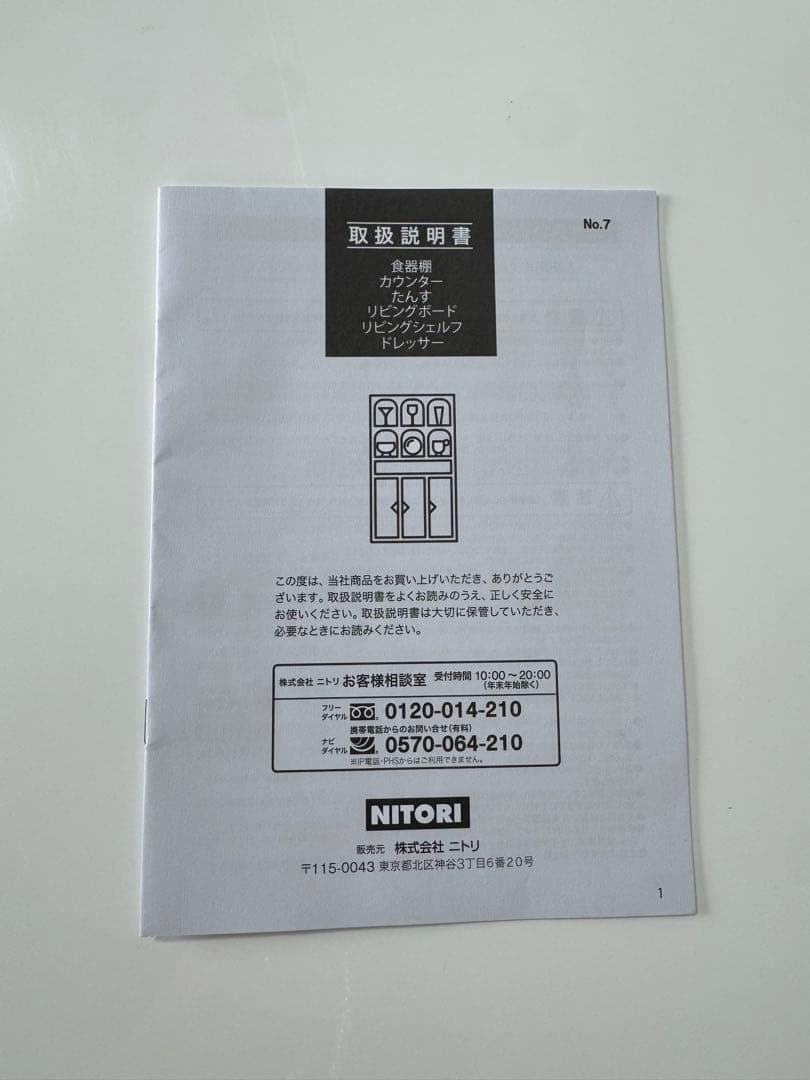 No.7
取扱説明書
食器棚
カウンター
たんす
リビングボード
リビングシェルフ
ドレッサー
この度は、当社商品をお買い上げいただき、ありがとうご
ざいます。取扱説明書をよくお読みのうえ、正しく安全に
お使いください。取扱説明書は大切に保管していただき、
必要なときにお読みください。
株式会社 ニトリ お客様相談室 受付時間 10:00～20:00
(年末年始除く)
フリー
ダイヤル 0120-014-210
携帯電話からのお問い合せ(有料)
ナビ
ダイヤル 0570-064-210
※IP電話・PHSからはご利用できません。
NITORI
販売元 株式会社 ニトリ
〒115-0043 東京都北区神谷3丁目6番20号
1